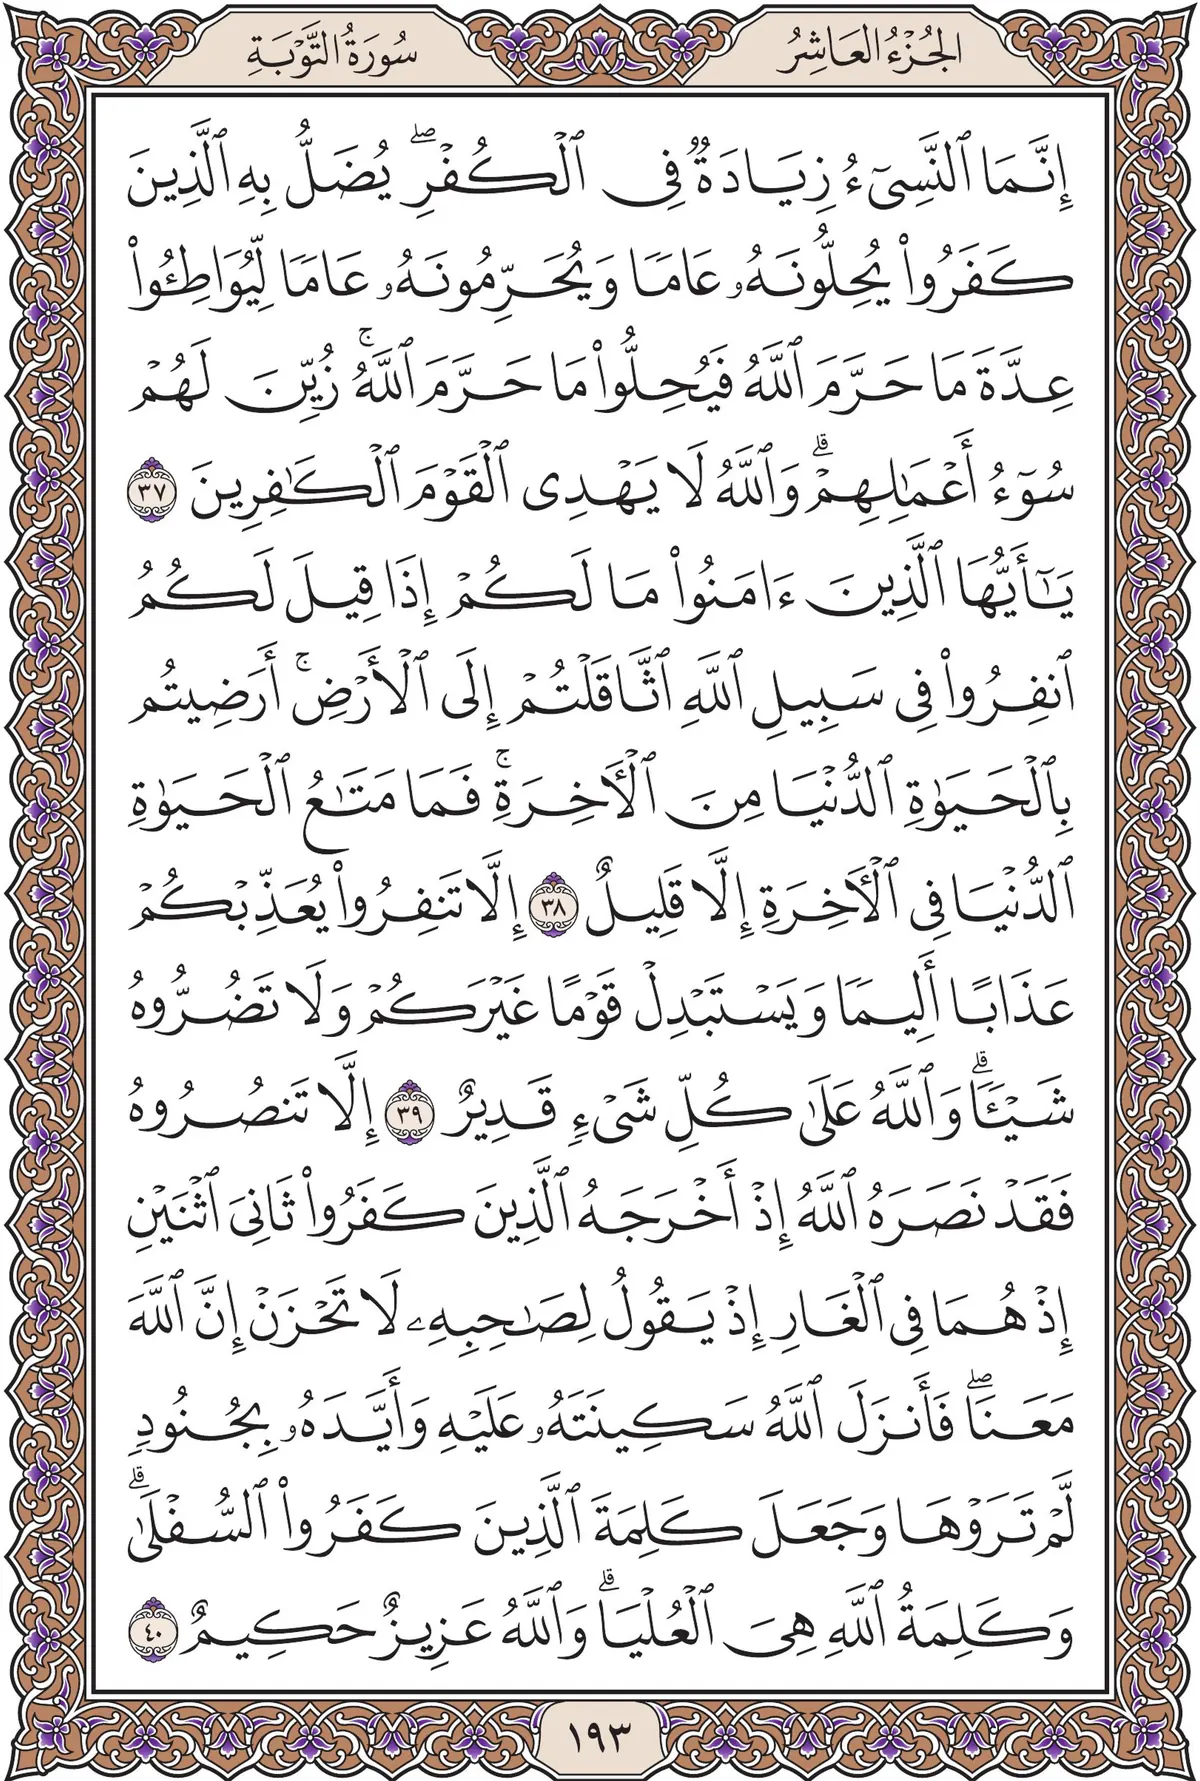 الجُزْءُ العَاشِرُ
سُورَةُ التَّوْبَةِ
إِنَّمَا ٱلنَّسِىٓءُ زِيَادَةٌ فِى ٱلْكُفْرِ ۖ يُضَلُّ بِهِ ٱلَّذِينَ
كَفَرُوا۟ يُحِلُّونَهُۥ عَامًا وَيُحَرِّمُونَهُۥ عَامًا لِّيُوَاطِـُٔوا۟
عِدَّةَ مَا حَرَّمَ ٱللَّهُ فَيُحِلُّوا۟ مَا حَرَّمَ ٱللَّهُ ۚ زُيِّنَ لَهُمْ
سُوٓءُ أَعْمَـٰلِهِمْ ۗ وَٱللَّهُ لَا يَهْدِى ٱلْقَوْمَ ٱلْكَـٰفِرِينَ ٣٧
يَـٰٓأَيُّهَا ٱلَّذِينَ ءَامَنُوا۟ مَا لَكُمْ إِذَا قِيلَ لَكُمُ
ٱنفِرُوا۟ فِى سَبِيلِ ٱللَّهِ ٱثَّاقَلْتُمْ إِلَى ٱلْأَرْضِ ۚ أَرَضِيتُم
بِٱلْحَيَوٰةِ ٱلدُّنْيَا مِنَ ٱلْـَٔاخِرَةِ ۚ فَمَا مَتَـٰعُ ٱلْحَيَوٰةِ
ٱلدُّنْيَا فِى ٱلْـَٔاخِرَةِ إِلَّا قَلِيلٌ ٣٨ إِلَّا تَنفِرُوا۟ يُعَذِّبْكُمْ
عَذَابًا أَلِيمًا وَيَسْتَبْدِلْ قَوْمًا غَيْرَكُمْ وَلَا تَضُرُّوهُ
شَيْـًٔا ۗ وَٱللَّهُ عَلَىٰ كُلِّ شَىْءٍ قَدِيرٌ ٣٩ إِلَّا تَنصُرُوهُ
فَقَدْ نَصَرَهُ ٱللَّهُ إِذْ أَخْرَجَهُ ٱلَّذِينَ كَفَرُوا۟ ثَانِىَ ٱثْنَيْنِ
إِذْ هُمَا فِى ٱلْغَارِ إِذْ يَقُولُ لِصَـٰحِبِهِۦ لَا تَحْزَنْ إِنَّ ٱللَّهَ
مَعَنَا ۖ فَأَنزَلَ ٱللَّهُ سَكِينَتَهُۥ عَلَيْهِ وَأَيَّدَهُۥ بِجُنُودٍ
لَّمْ تَرَوْهَا وَجَعَلَ كَلِمَةَ ٱلَّذِينَ كَفَرُوا۟ ٱلسُّفْلَىٰ ۗ
وَكَلِمَةُ ٱللَّهِ هِىَ ٱلْعُلْيَا ۗ وَٱللَّهُ عَزِيزٌ حَكِيمٌ ٤٠
١٩٣